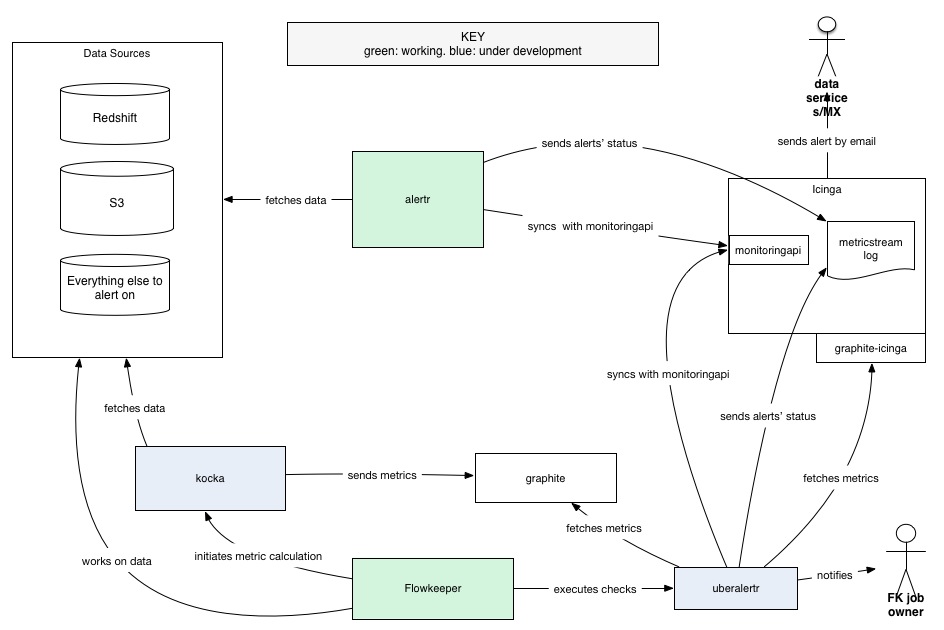 KEY
green: working. blue: under development
Data Sources
Redshift
S3
Everything else to
alert on
data
service
s/MX
sends alert by email
sends alerts' status
alertr
fetches data
syncs  with monitoringapi
Icinga
monitoringapi
metricstream
log
graphite-icinga
syncs with monitoringapi
sends alerts' status
fetches data
fetches metrics
kocka
sends metrics
graphite
fetches metrics
initiates metric calculation
works on data
Flowkeeper
executes checks
uberalertr
notifies
FK job
owner